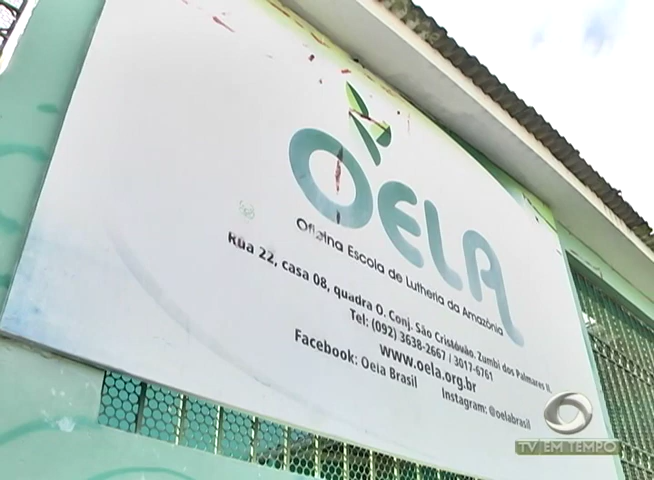 OELA
Oficina Escola de Lutheria da Amazônia
Rua 22, casa 08, quadra O. Conj. São Cristóvão. Zumbi dos Palmares II.
Tel: (092) 3638-2667 / 3017-6761
www.oela.org.br
Facebook: Oela Brasil Instagram: @oelabrasil
TV EM TEMPO